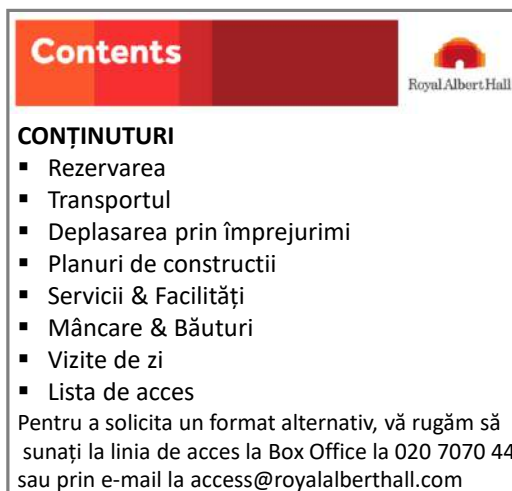 Contents
Royal Albert Hall
CONȚINUTURI
▪ Rezervarea
▪ Transportul
▪ Deplasarea prin împrejurimi
▪ Planuri de constructii
▪ Servicii & Facilități
▪ Mâncare & Băuturi
▪ Vizite de zi
▪ Lista de acces
Pentru a solicita un format alternativ, vă rugăm să
sunați la linia de acces la Box Office la 020 7070 44
sau prin e-mail la access@royalalberthall.com